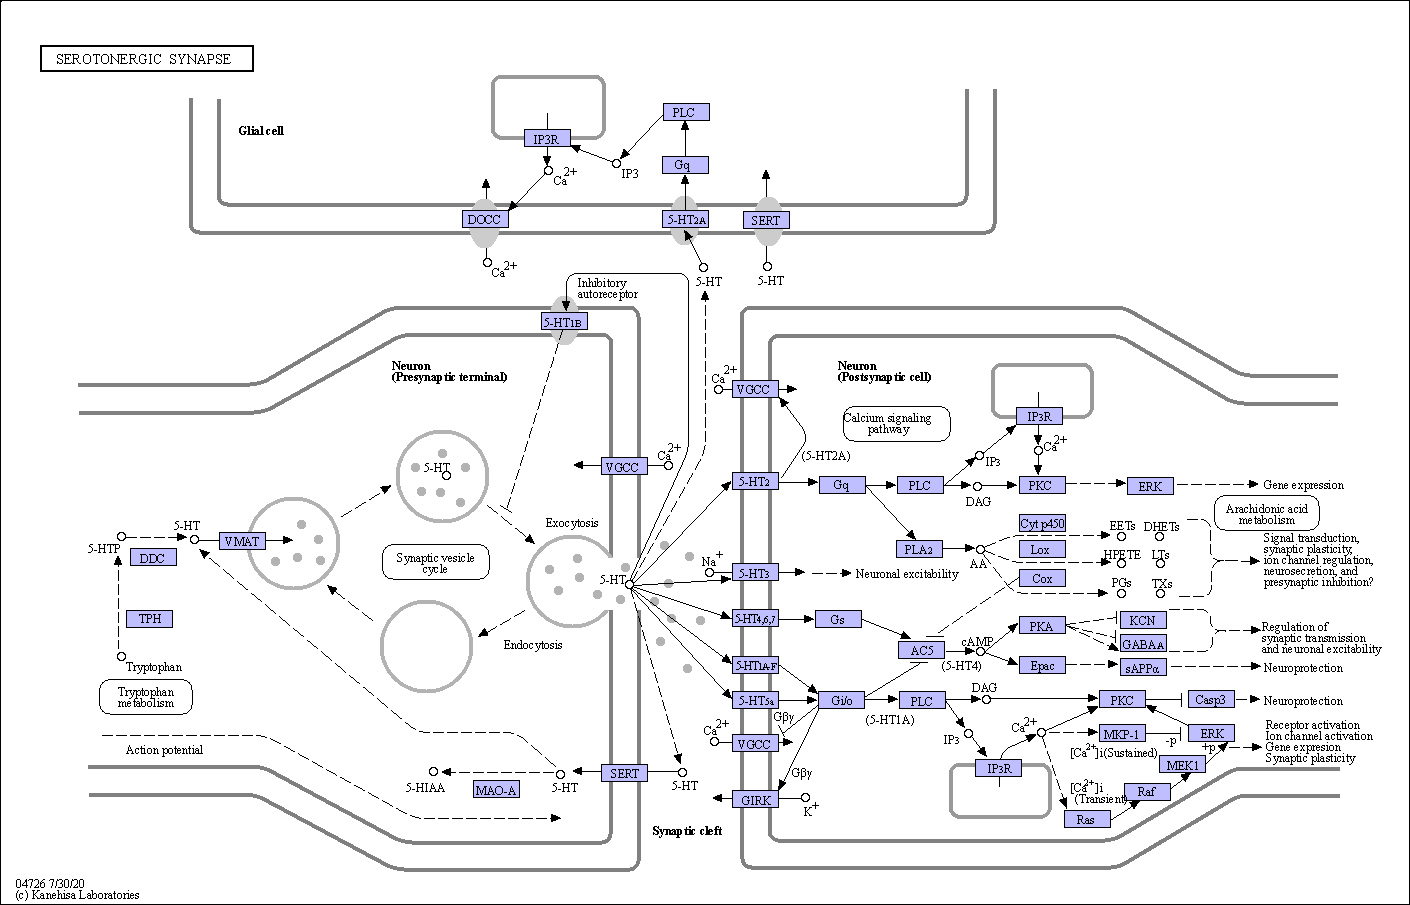 SEROTONERGIC SYNAPSE
Glial cell
PLC
IP3R
IP3
Gq
Ca2+
DOCC
5-HT2A
SERT
Ca2+
5-HT
5-HT
Inhibitory
autoreceptor
5-HT1B
Neuron
(Presynaptic terminal)
Neuron
(Postsynaptic cell)
Ca2+
VGCC
Calcium signaling
pathway
IP3R
Ca2+
(5-HT2A)
IP3
5-HT
VGCC
Ca2+
5-HT2
Gq
PLC
DAG
PKC
ERK
Gene expression
Arachidonic acid
metabolism
5-HT
5-HTP
DDC
VMAT
Exocytosis
Synaptic vesicle
cycle
5-HT
Na+
5-HT3
Neuronal excitability
PLA2
AA
Cyt p450
Lox
Cox
EETs
DHETs
HPETE
LTs
PGs
TXs
Signal transduction,
synaptic plasticity,
ion channel regulation,
neurosecretion, and
presynaptic inhibition?
TPH
Endocytosis
5-HT4,6,7
Gs
AC5
cAMP
(5-HT4)
PKA
KCN
GABAA
Regulation of
synaptic transmission
and neuronal excitability
Tryptophan
Tryptophan
metabolism
5-HT1A-F
Epac
sAPPα
Neuroprotection
5-HT5a
Gi/o
PLC
(5-HT1A)
DAG
PKC
Casp3
Neuroprotection
Gβγ
Ca2+
VGCC
IP3
Ca2+
MKP-1
-p
ERK
+p
[Ca2+]i(Sustained)
Receptor activation
Ion channel activation
Gene expresion
Synaptic plasticity
Action potential
5-HIAA
MAO-A
5-HT
SERT
5-HT
Gβγ
IP3R
MEK1
[Ca2+]i
(Transient)
Raf
Ras
GIRK
K+
Synaptic cleft
04726 7/30/20
(c) Kanehisa Laboratories